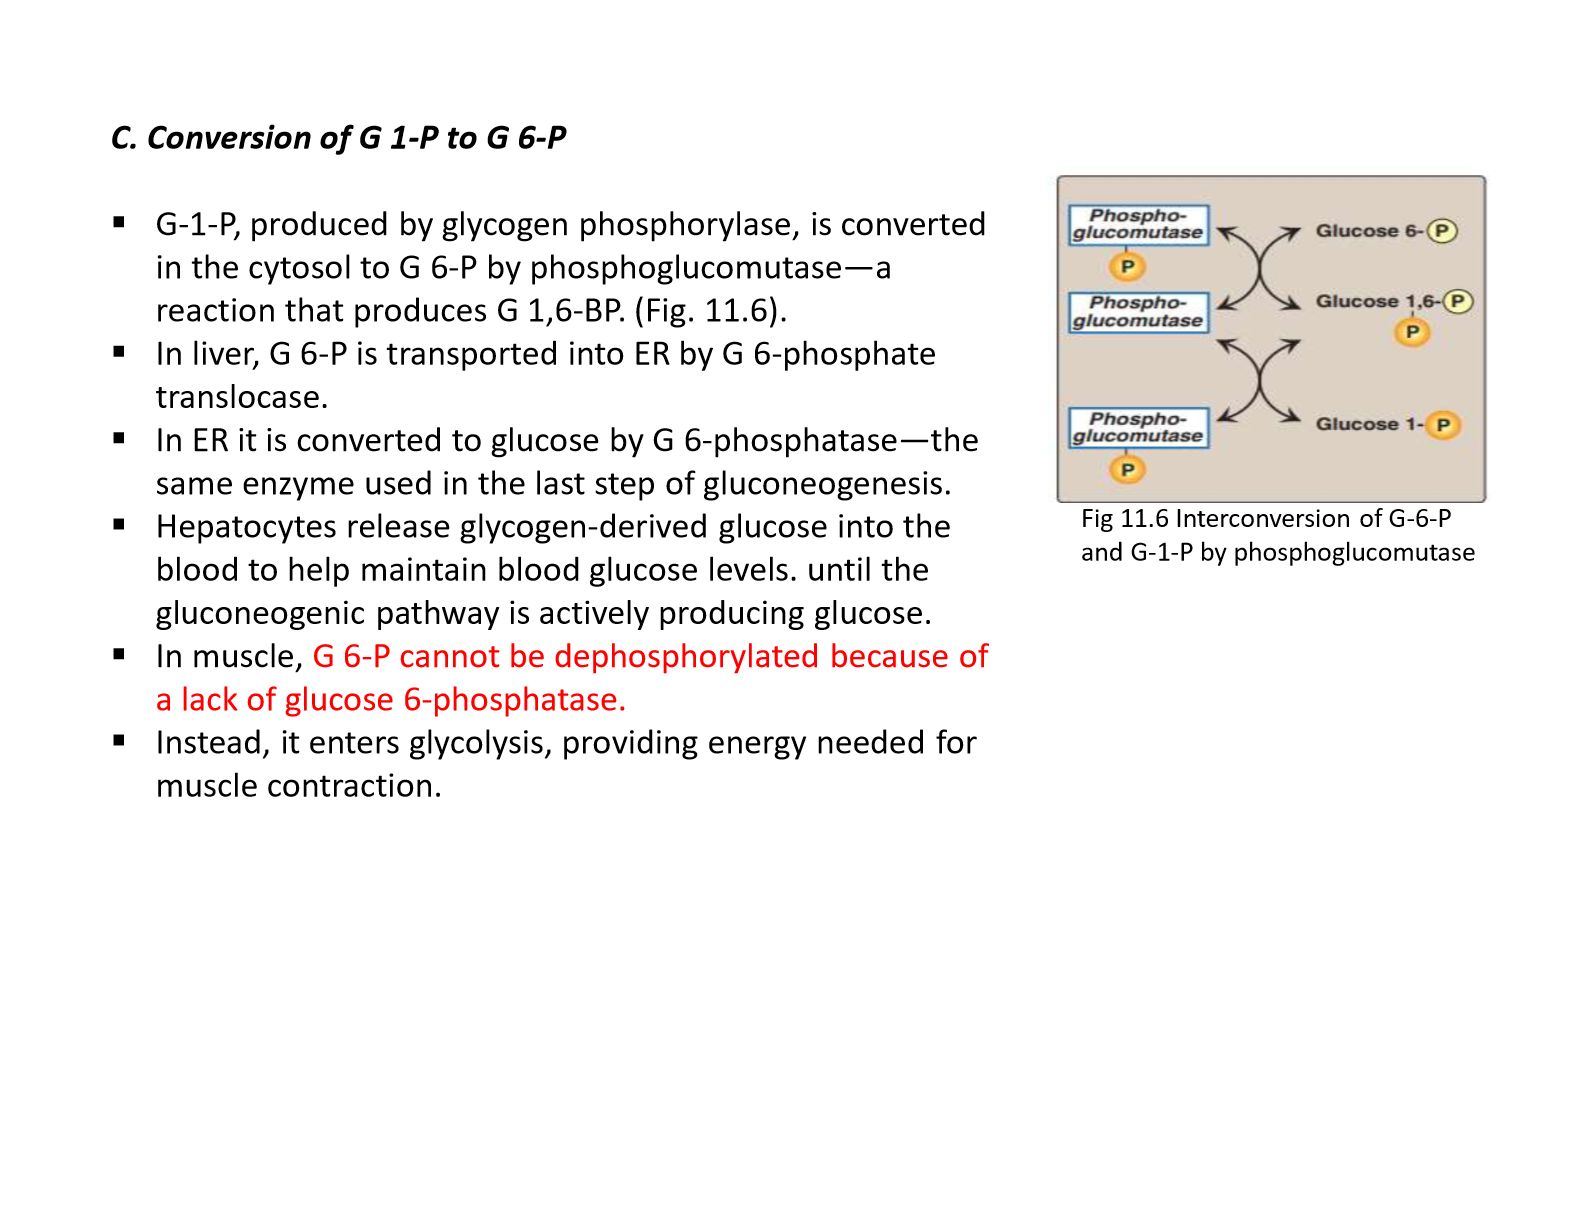 C. Conversion of G 1-P to G 6-P
▪ G-1-P, produced by glycogen phosphorylase, is converted
in the cytosol to G 6-P by phosphoglucomutase—a
reaction that produces G 1,6-BP. (Fig. 11.6).
▪ In liver, G 6-P is transported into ER by G 6-phosphate
translocase.
▪ In ER it is converted to glucose by G 6-phosphatase—the
same enzyme used in the last step of gluconeogenesis.
▪ Hepatocytes release glycogen-derived glucose into the
blood to help maintain blood glucose levels. until the
gluconeogenic pathway is actively producing glucose.
▪ In muscle, G 6-P cannot be dephosphorylated because of
a lack of glucose 6-phosphatase.
▪ Instead, it enters glycolysis, providing energy needed for
muscle contraction.
Phospho-
glucomutase
P
Glucose 6-P
Phospho-
glucomutase
Glucose 1,6-P
P
Phospho-
glucomutase
P
Glucose 1-P
Fig 11.6 Interconversion of G-6-P
and G-1-P by phosphoglucomutase